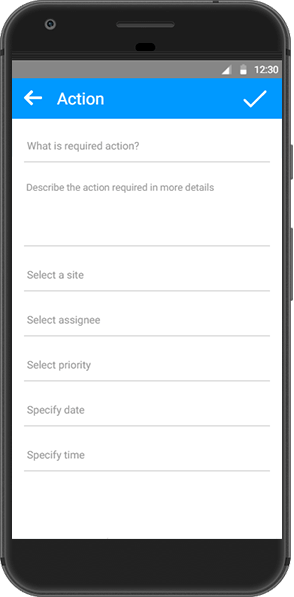 12:30
Action
What is required action?
Describe the action required in more details
Select a site
Select assignee
Select priority
Specify date
Specify time